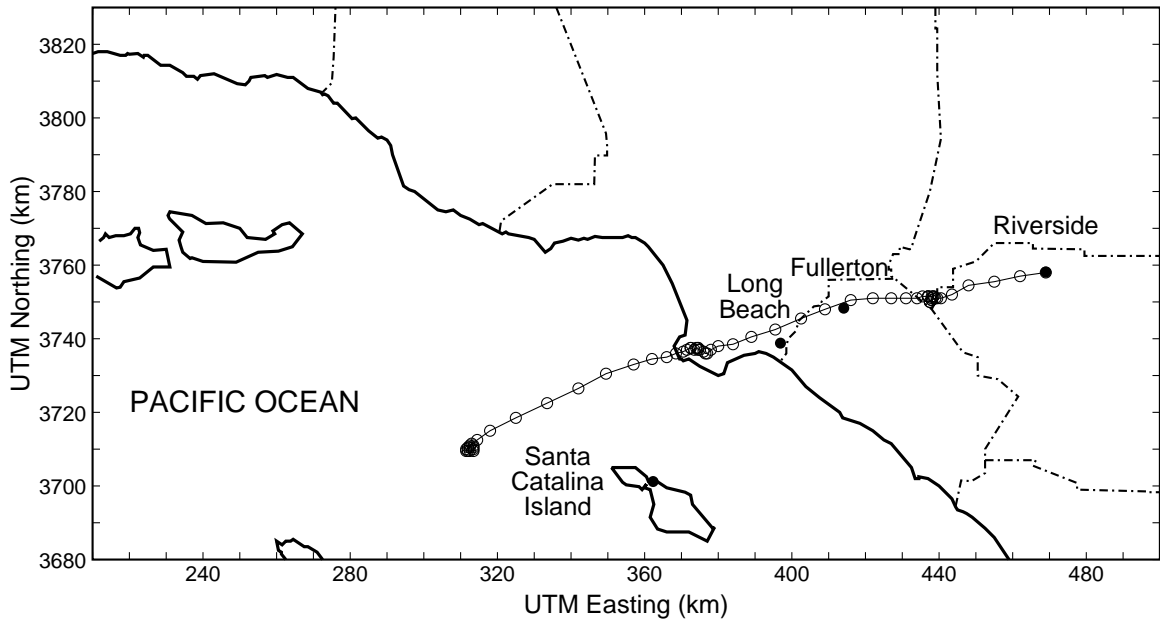 3820
3800
3780
3760
3740
3720
3700
3680
UTM Northing (km)
Riverside
Fullerton
Long
Beach
PACIFIC OCEAN
Santa
Catalina
Island
240
280
320
360
400
440
480
UTM Easting (km)